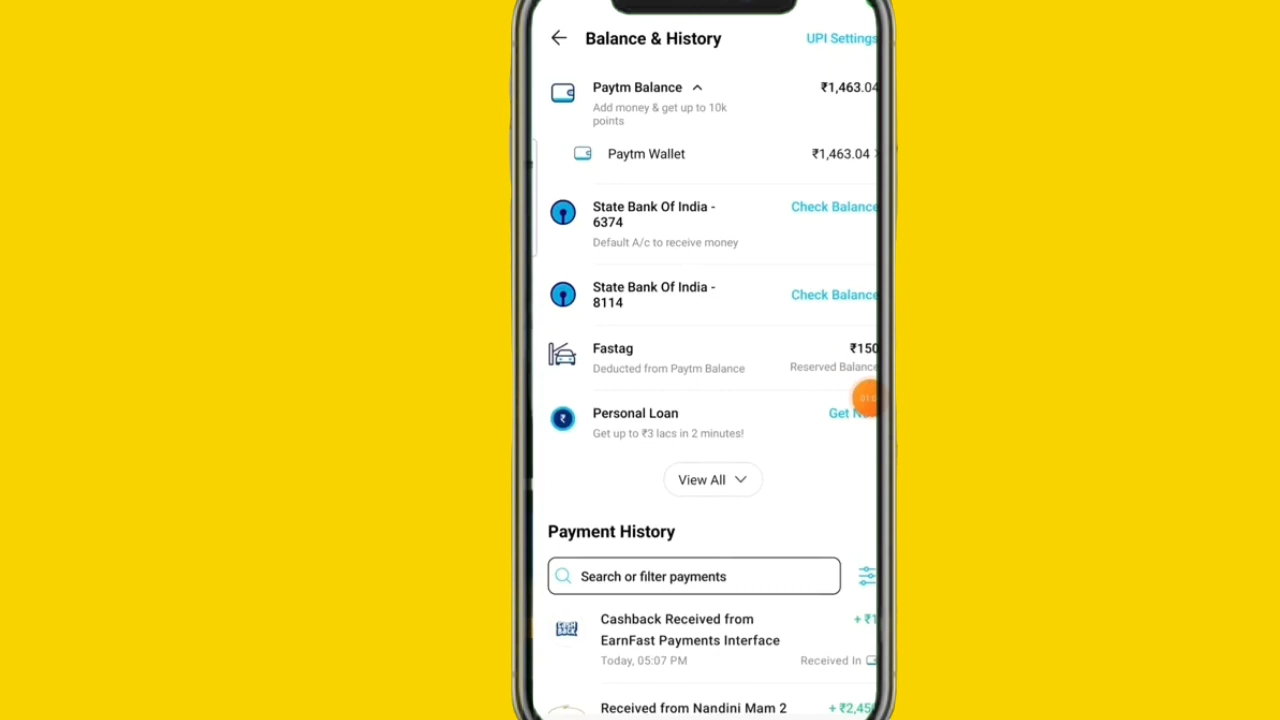 Balance & History
UPI Settings
Paytm Balance
₹1,463.04
Add money & get up to 10k
points
Paytm Wallet
₹1,463.04
State Bank Of India -
6374
Check Balance
Default A/c to receive money
State Bank Of India -
8114
Check Balance
Fastag
₹150
Deducted from Paytm Balance
Reserved Balance
Personal Loan
Get
Get up to ₹3 lacs in 2 minutes!
View All
Payment History
Search or filter payments
Cashback Received from
+ ₹1
EarnFast Payments Interface
Today, 05:07 PM
Received In
Received from Nandini Mam 2